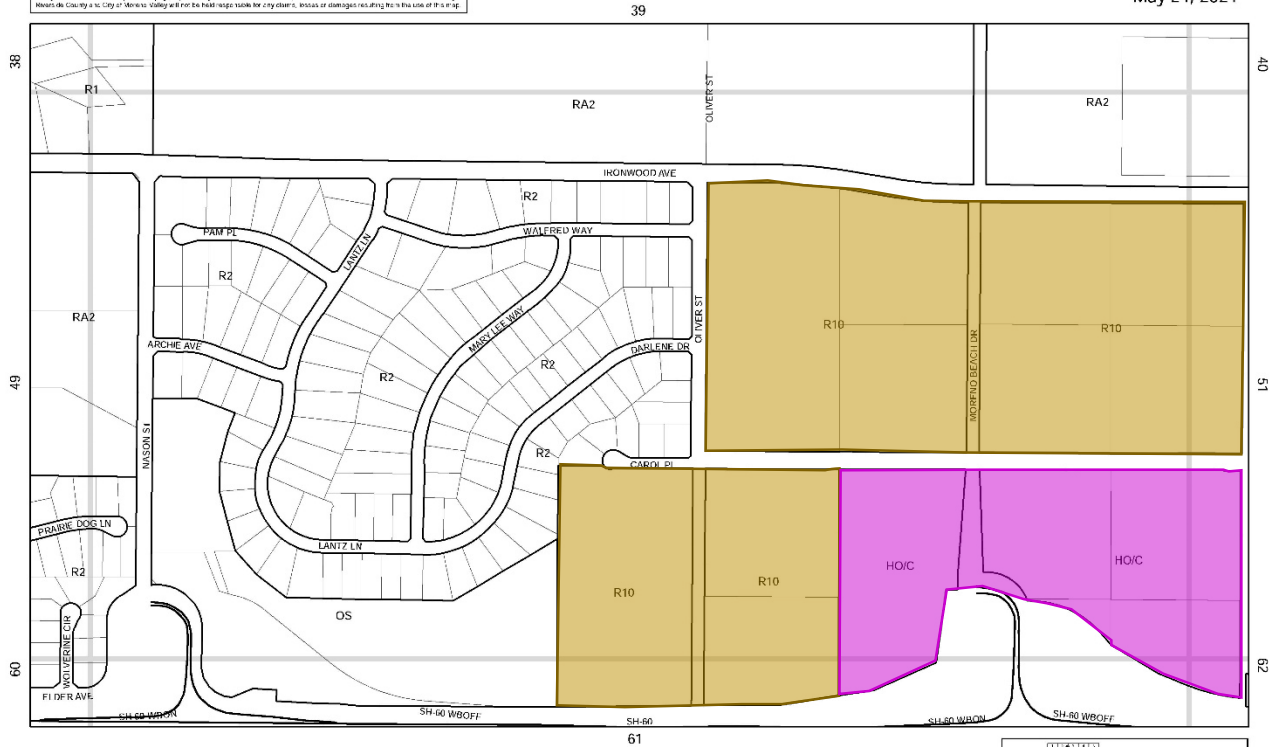 Riverside County and City of Moreno Valley will not be held responsible for any claims, losses or damages resulting from the use of this map.
39
38
40
R1
RA2
OLIVER ST
RA2
IRONWOOD AVE
R2
PAM PL
WALFRED WAY
LANTZ LN
R2
RA2
OLIVER ST
R10
R10
MARY LEE WAY
ARCHIE AVE
DARLENE DR
49
R2
R2
MORENO BEACH DR
51
NASON ST
R2
CAROL PL
PRAIRIE DOG LN
LANTZ LN
R2
R10
R10
HO/C
HO/C
OS
WOLVERINE CIR
60
62
ELDER AVE
SH-60 WBON
SH-60 WBOFF
SH-60
SH-60 WBON
SH-60 WBOFF
61